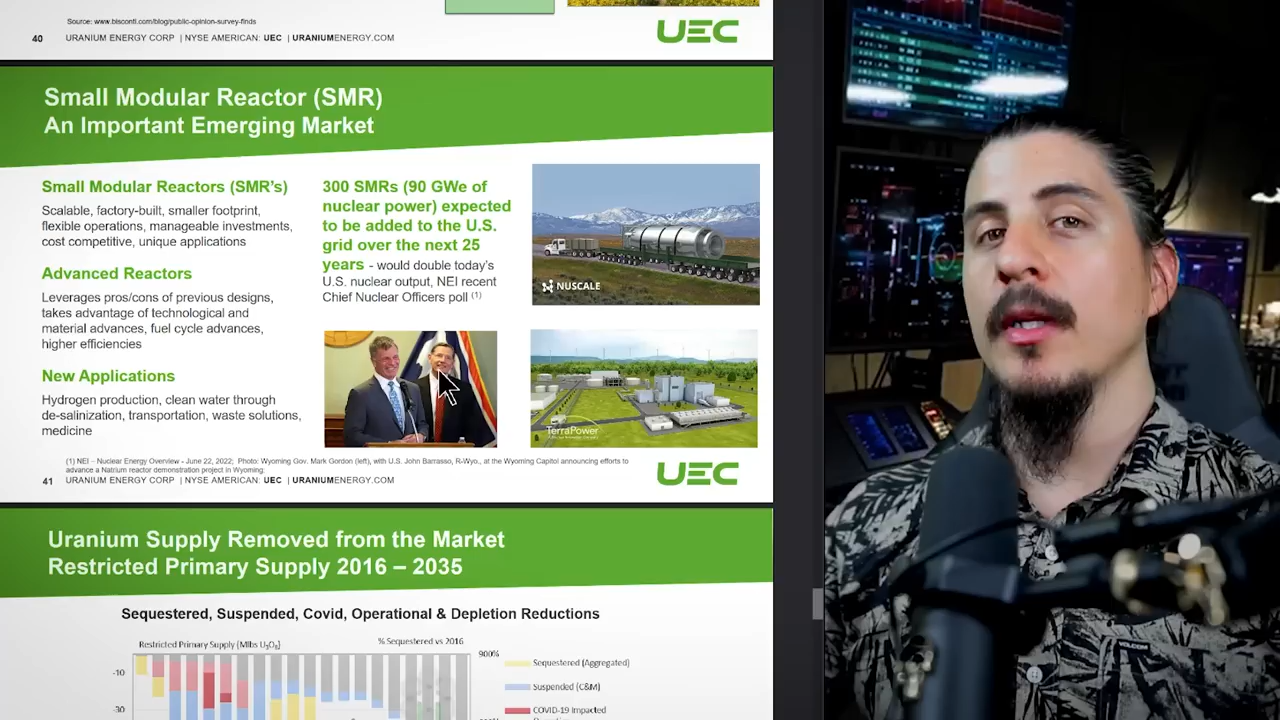 Source: www.bisconti.com/blog/public-opinion-survey-finds
40 URANIUM ENERGY CORP | NYSE AMERICAN: UEC | URANIUMENERGY.COM
UEC
Small Modular Reactor (SMR)
An Important Emerging Market
Small Modular Reactors (SMR's)
Scalable, factory-built, smaller footprint,
flexible operations, manageable investments,
cost competitive, unique applications
Advanced Reactors
Leverages pros/cons of previous designs,
takes advantage of technological and
material advances, fuel cycle advances,
higher efficiencies
New Applications
Hydrogen production, clean water through
de-salinization, transportation, waste solutions,
medicine
300 SMRs (90 GWe of
nuclear power) expected
to be added to the U.S.
grid over the next 25
years - would double today's
U.S. nuclear output, NEI recent
Chief Nuclear Officers poll (1)
NUSCALE
TerraPower
(1) NEI – Nuclear Energy Overview - June 22, 2022; Photo: Wyoming Gov. Mark Gordon (left), with U.S. John Barrasso, R-Wyo., at the Wyoming Capitol announcing efforts to
advance a Natrium reactor demonstration project in Wyoming.
41 URANIUM ENERGY CORP | NYSE AMERICAN: UEC | URANIUMENERGY.COM
UEC
Uranium Supply Removed from the Market
Restricted Primary Supply 2016 – 2035
Sequestered, Suspended, Covid, Operational & Depletion Reductions
Restricted Primary Supply (Mlbs U3O8)
% Sequestered vs 2016
900%
-10
-30
Sequestered (Aggregated)
Suspended (C&M)
COVID-19 Impacted
VOLCOM